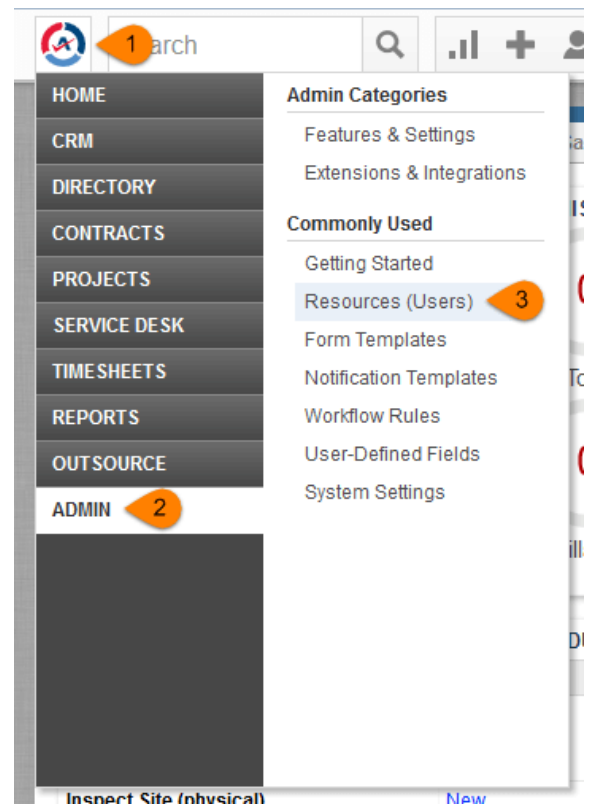 1 arch
HOME
CRM
DIRECTORY
CONTRACTS
PROJECTS
SERVICE DESK
TIMESHEETS
REPORTS
OUTSOURCE
ADMIN 2
Admin Categories
Features & Settings
Extensions & Integrations
Commonly Used
Getting Started
Resources (Users) 3
Form Templates
Notification Templates
Workflow Rules
User-Defined Fields
System Settings
Inspect Site (physical) New